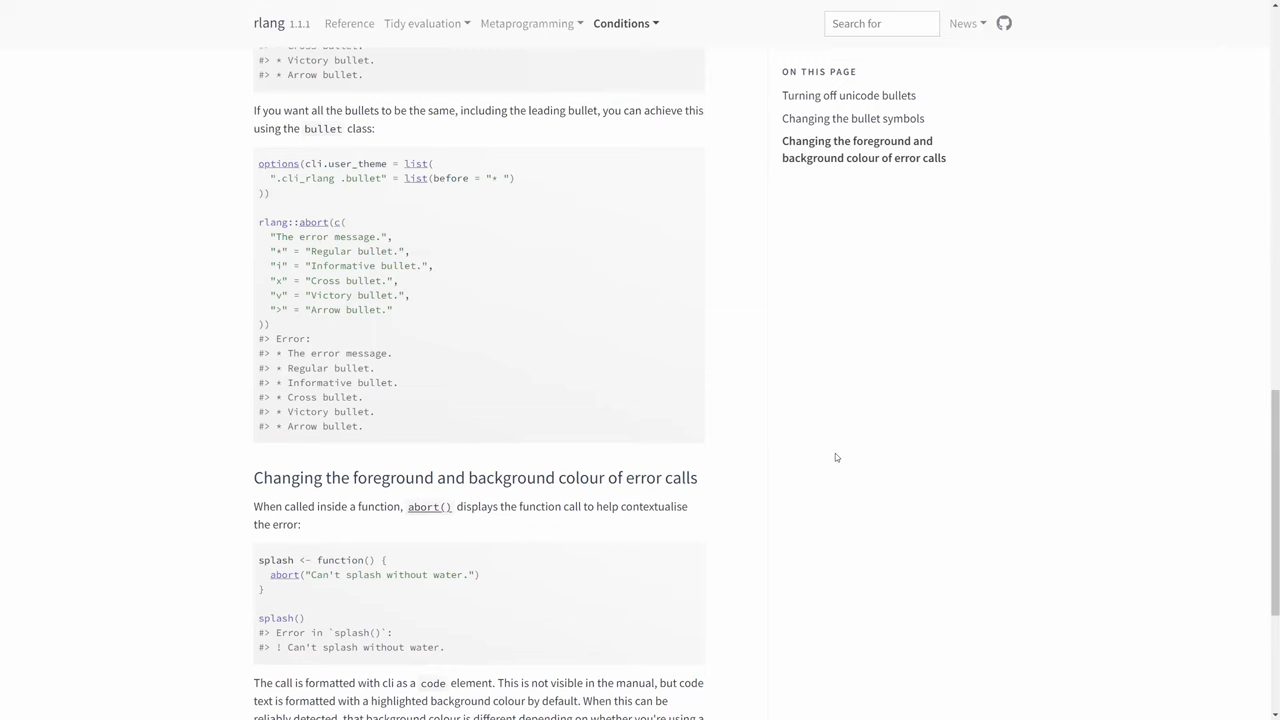 rlang 1.1.1 Reference Tidy evaluation Metaprogramming Conditions Search for News
#> * Victory bullet.
#> * Arrow bullet.
If you want all the bullets to be the same, including the leading bullet, you can achieve this
using the bullet class:
options(cli.user_theme = list(
".cli_rlang .bullet" = list(before = "* ")
))
rlang::abort(c(
"The error message.",
"*" = "Regular bullet.",
"i" = "Informative bullet.",
"x" = "Cross bullet.",
"v" = "Victory bullet.",
">" = "Arrow bullet."
))
#> Error:
#> * The error message.
#> * Regular bullet.
#> * Informative bullet.
#> * Cross bullet.
#> * Victory bullet.
#> * Arrow bullet.
Changing the foreground and background colour of error calls
When called inside a function, abort() displays the function call to help contextualise
the error:
splash <- function() {
abort("Can't splash without water.")
}
splash()
#> Error in `splash()`:
#> ! Can't splash without water.
The call is formatted with cli as a code element. This is not visible in the manual, but code
text is formatted with a highlighted background colour by default. When this can be
reliably detected, that background colour is different depending on whether you're using a
ON THIS PAGE
Turning off unicode bullets
Changing the bullet symbols
Changing the foreground and
background colour of error calls